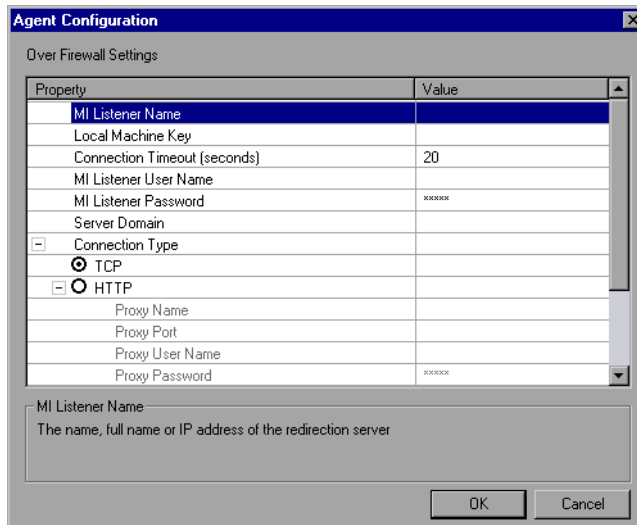 Agent Configuration
Over Firewall Settings
Property Value
MI Listener Name
Local Machine Key
Connection Timeout (seconds) 20
MI Listener User Name
MI Listener Password xxxxx
Server Domain
Connection Type
TCP
HTTP
Proxy Name
Proxy Port
Proxy User Name
Proxy Password xxxxx
MI Listener Name
The name, full name or IP address of the redirection server
OK Cancel